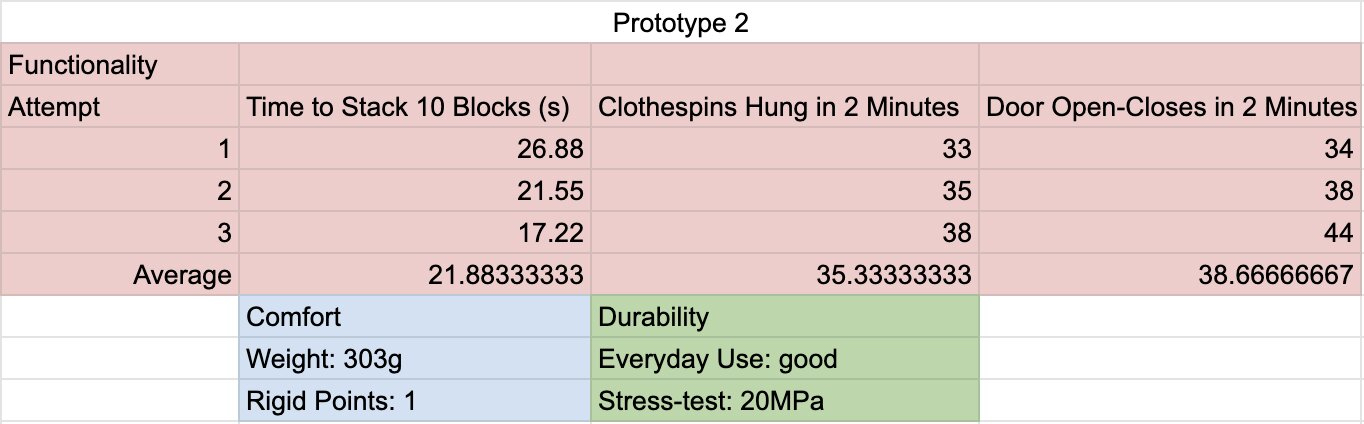 Prototype 2
Functionality
Attempt Time to Stack 10 Blocks (s) Clothespins Hung in 2 Minutes Door Open-Closes in 2 Minutes
1 26.88 33 34
2 21.55 35 38
3 17.22 38 44
Average 21.88333333 35.33333333 38.66666667
Comfort Durability
Weight: 303g Everyday Use: good
Rigid Points: 1 Stress-test: 20MPa